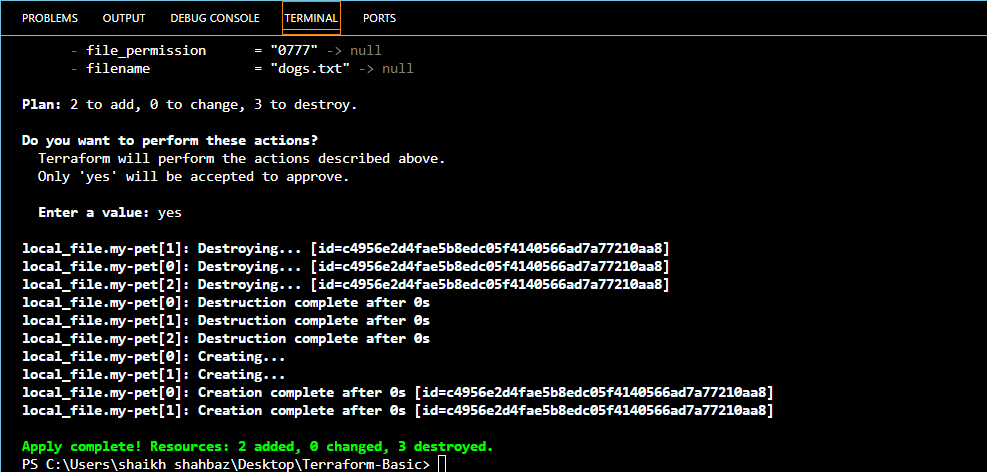 PROBLEMS OUTPUT DEBUG CONSOLE TERMINAL PORTS
- file_permission = "0777" -> null
- filename = "dogs.txt" -> null
Plan: 2 to add, 0 to change, 3 to destroy.
Do you want to perform these actions?
Terraform will perform the actions described above.
Only 'yes' will be accepted to approve.
Enter a value: yes
local_file.my-pet[1]: Destroying... [id=c4956e2d4fae5b8edc05f4140566ad7a77210aa8]
local_file.my-pet[0]: Destroying... [id=c4956e2d4fae5b8edc05f4140566ad7a77210aa8]
local_file.my-pet[2]: Destroying... [id=c4956e2d4fae5b8edc05f4140566ad7a77210aa8]
local_file.my-pet[0]: Destruction complete after 0s
local_file.my-pet[1]: Destruction complete after 0s
local_file.my-pet[2]: Destruction complete after 0s
local_file.my-pet[0]: Creating...
local_file.my-pet[1]: Creating...
local_file.my-pet[0]: Creation complete after 0s [id=c4956e2d4fae5b8edc05f4140566ad7a77210aa8]
local_file.my-pet[1]: Creation complete after 0s [id=c4956e2d4fae5b8edc05f4140566ad7a77210aa8]
Apply complete! Resources: 2 added, 0 changed, 3 destroyed.
PS C:\Users\shaikh shahbaz\Desktop\Terraform-Basic>